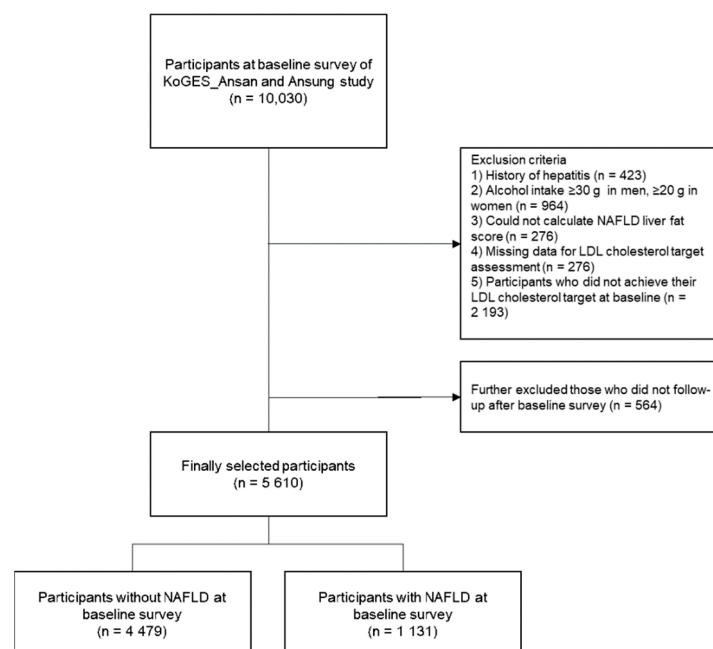 Participants at baseline survey of
KoGES_Ansan and Ansung study
(n = 10,030)
Exclusion criteria
1) History of hepatitis (n = 423)
2) Alcohol intake ≥30 g in men, ≥20 g in
women (n = 964)
3) Could not calculate NAFLD liver fat
score (n = 276)
4) Missing data for LDL cholesterol target
assessment (n = 276)
5) Participants who did not achieve their
LDL cholesterol target at baseline (n =
2 193)
Further excluded those who did not follow-
up after baseline survey (n = 564)
Finally selected participants
(n = 5 610)
Participants without NAFLD at
baseline survey
(n = 4 479)
Participants with NAFLD at
baseline survey
(n = 1 131)